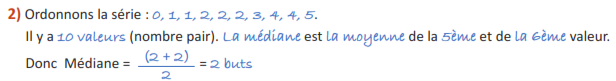 2) Ordonnons la série : 0, 1, 1, 2, 2, 2, 3, 4, 4, 5.
Il y a 10 valeurs (nombre pair). La médiane est la moyenne de la 5ème et de la 6ème valeur.
Donc Médiane = (2 + 2) / 2 = 2 buts